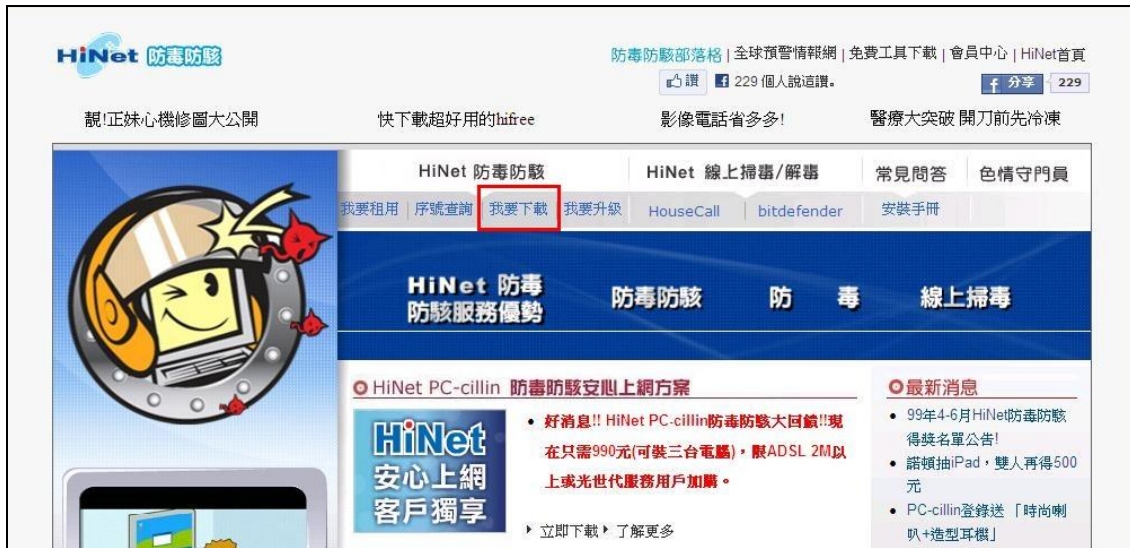 HiNet 防毒防駭
防毒防駭部落格 | 全球預警情報網 | 免費工具下載 | 會員中心 | HiNet首頁
讚 229 個人說這讚。 分享 229
靚!正妹心機修圖大公開 快下載超好用的hifree 影像電話省多多! 醫療大突破 開刀前先冷凍
HiNet 防毒防駭 HiNet 線上掃毒/解毒 常見問答 色情守門員
我要租用 | 序號查詢 | 我要下載 | 我要升級 HouseCall | bitdefender 安裝手冊
HiNet 防毒
防駭服務優勢
防毒防駭 防 毒 線上掃毒
HiNet PC-cillin 防毒防駭安心上網方案
HiNet
安心上網
客戶獨享
• 好消息!! HiNet PC-cillin防毒防駭大回饋!!現
在只需990元(可裝三台電腦),限ADSL 2M以
上或光世代服務用戶加購。
立即下載 了解更多
最新消息
• 99年4-6月HiNet防毒防駭
得獎名單公告!
• 諾頓抽iPad,雙人再得500
元
• PC-cillin登錄送 「時尚喇
叭+造型耳機」